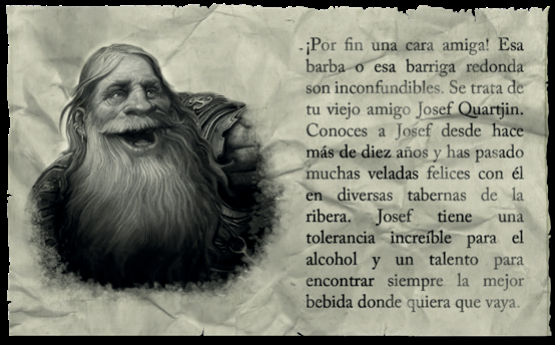 ¡Por fin una cara amiga! Esa
barba o esa barriga redonda
son inconfundibles. Se trata de
tu viejo amigo Josef Quartjin.
Conoces a Josef desde hace
más de diez años y has pasado
muchas veladas felices con él
en diversas tabernas de la
ribera. Josef tiene una
tolerancia increíble para el
alcohol y un talento para
encontrar siempre la mejor
bebida donde quiera que vaya.